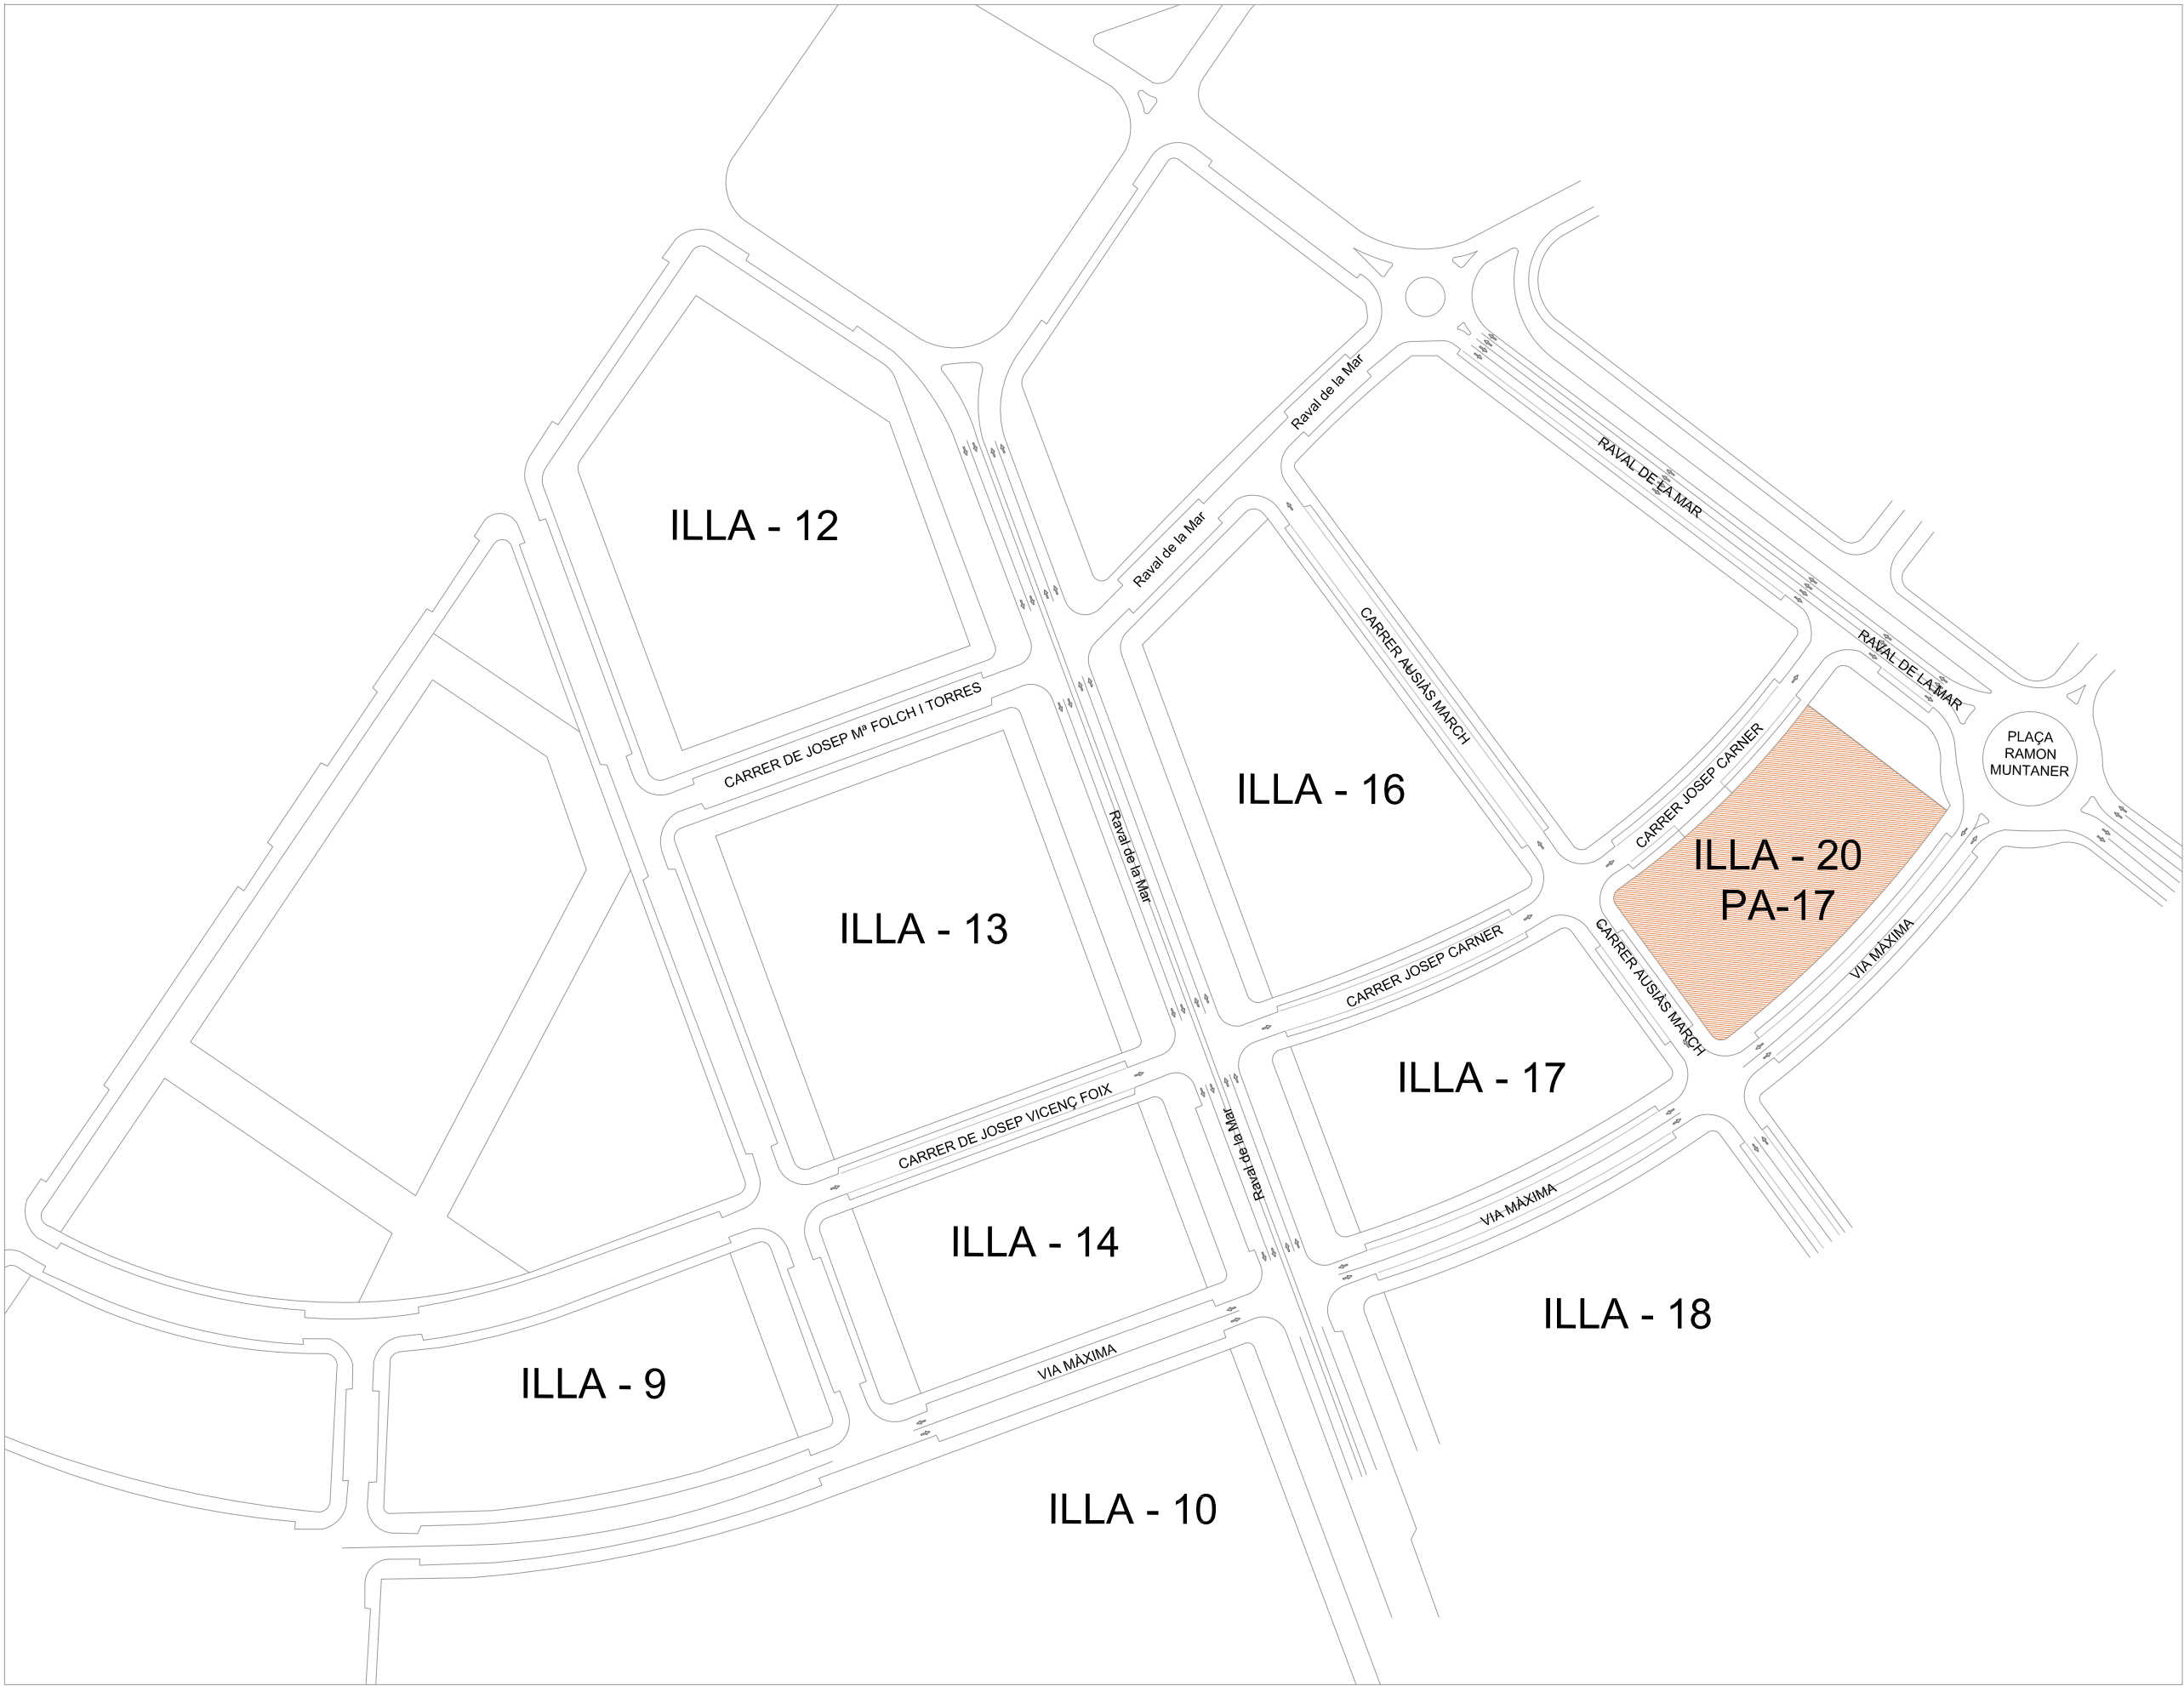 Raval de la Mar
RAVAL DE LA MAR
ILLA - 12
Raval de la Mar
CARRER AUSIÀS MARCH
RAVAL DE LA MAR
CARRER DE JOSEP Mª FOLCH I TORRES
PLAÇA
RAMON
MUNTANER
ILLA - 16
CARRER JOSEP CARNER
Raval de la Mar
ILLA - 20
PA-17
ILLA - 13
CARRER JOSEP CARNER
CARRER AUSIÀS MARCH
VIA MÀXIMA
ILLA - 17
CARRER DE JOSEP VICENÇ FOIX
Raval de la Mar
VIA MÀXIMA
ILLA - 14
ILLA - 18
VIA MÀXIMA
ILLA - 9
ILLA - 10